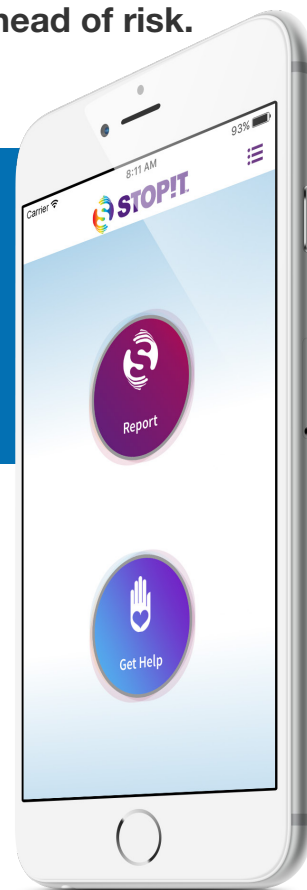 head of risk.
Carrier
8:11 AM
93%
STOP!T
Report
Get Help